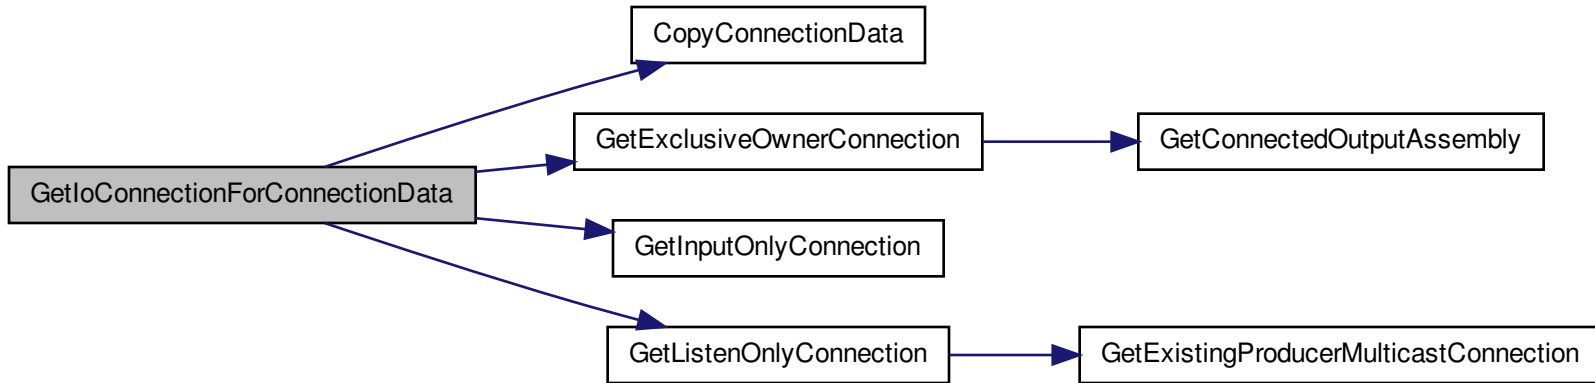 CopyConnectionData
GetExclusiveOwnerConnection
GetConnectedOutputAssembly
GetIoConnectionForConnectionData
GetInputOnlyConnection
GetListenOnlyConnection
GetExistingProducerMulticastConnection